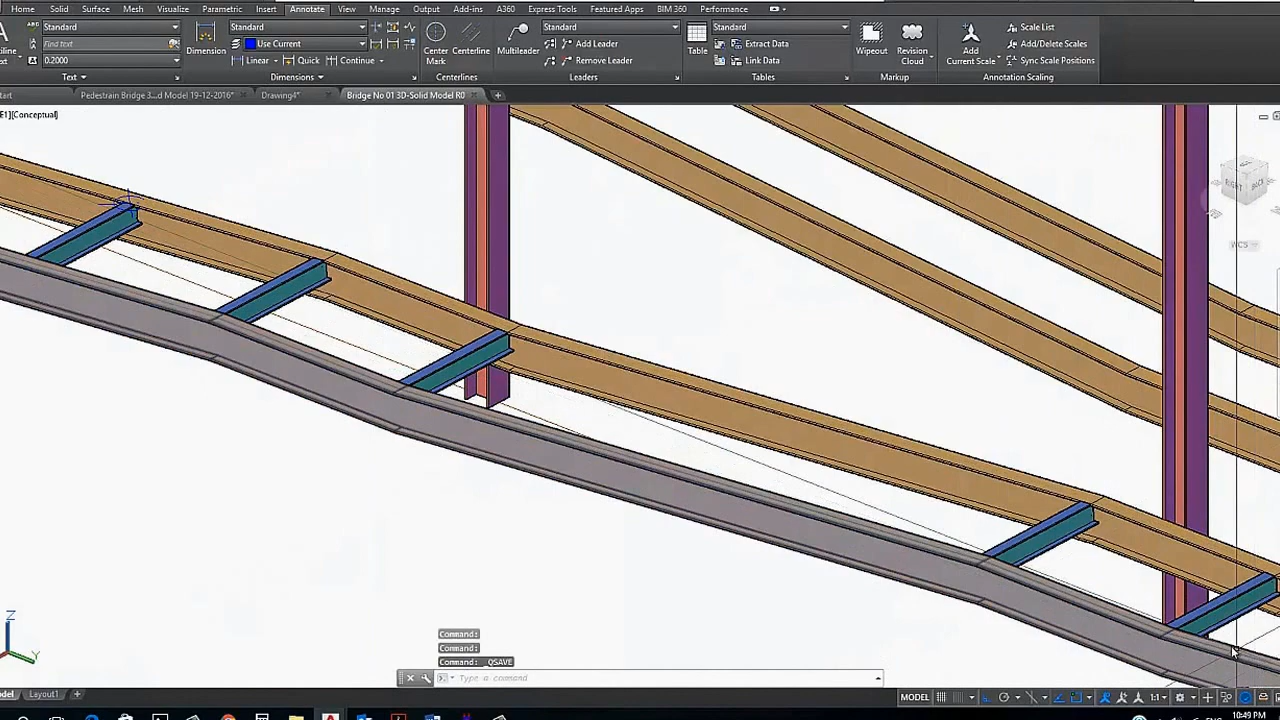 Home Solid Surface Mesh Visualize Parametric Insert Annotate View Manage Output Add-ins A360 Express Tools Featured Apps BIM 360 Performance
Standard Standard Standard Standard
Find text Use Current
0.2000 Linear Quick Continue
Dimension
Center Mark Centerline
Multileader Add Leader Remove Leader
Table Extract Data Link Data
Wipeout Revision Cloud
Add Current Scale Scale List Add/Delete Scales Sync Scale Positions
Text Dimensions Centerlines Leaders Tables Markup Annotation Scaling
Pedestrain Bridge 3...d Model 19-12-2016* Drawing4* Bridge No 01 3D-Solid Model R0
[Conceptual]
RIGHT BACK
WCS
Z
Y
Command:
Command:
Command: _QSAVE
Type a command
Layout1 MODEL 1:1
10:49 PM